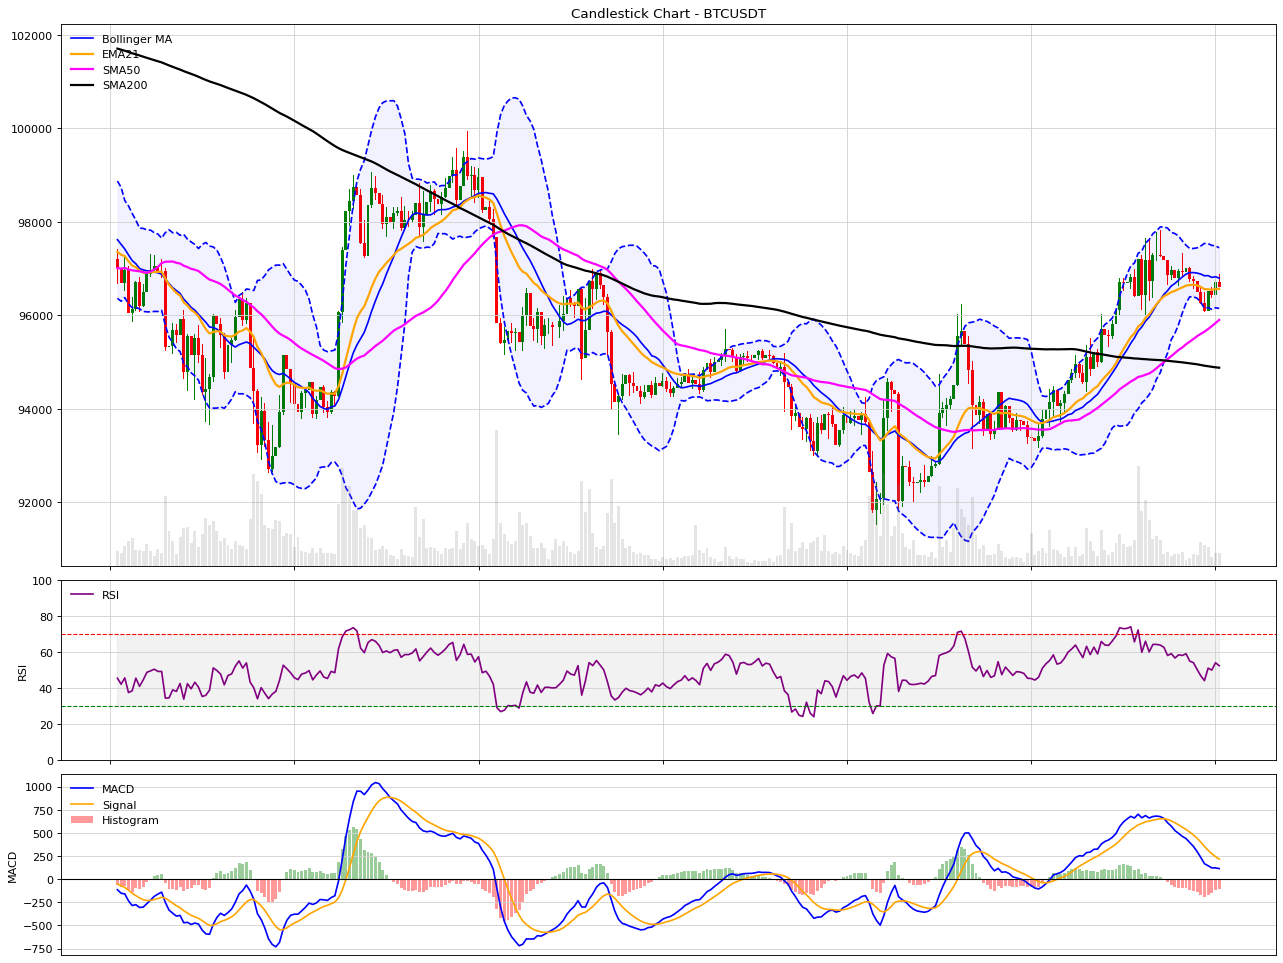 Candlestick Chart - BTCUSDT
102000
100000
98000
96000
94000
92000
Bollinger MA
EMA21
SMA50
SMA200
100
80
60
40
20
0
RSI
RSI
1000
750
500
250
0
−250
−500
−750
MACD
MACD
Signal
Histogram